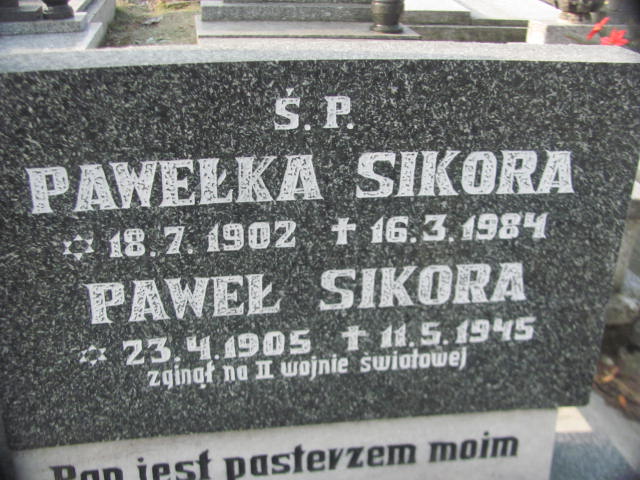 Ś. P.
PAWEŁKA SIKORA
✡ 18.7.1902 ✝ 16.3.1984
PAWEŁ SIKORA
✡ 23.4.1905 ✝ 11.5.1945
zginął na II wojnie światowej
Pan jest pasterzem moim